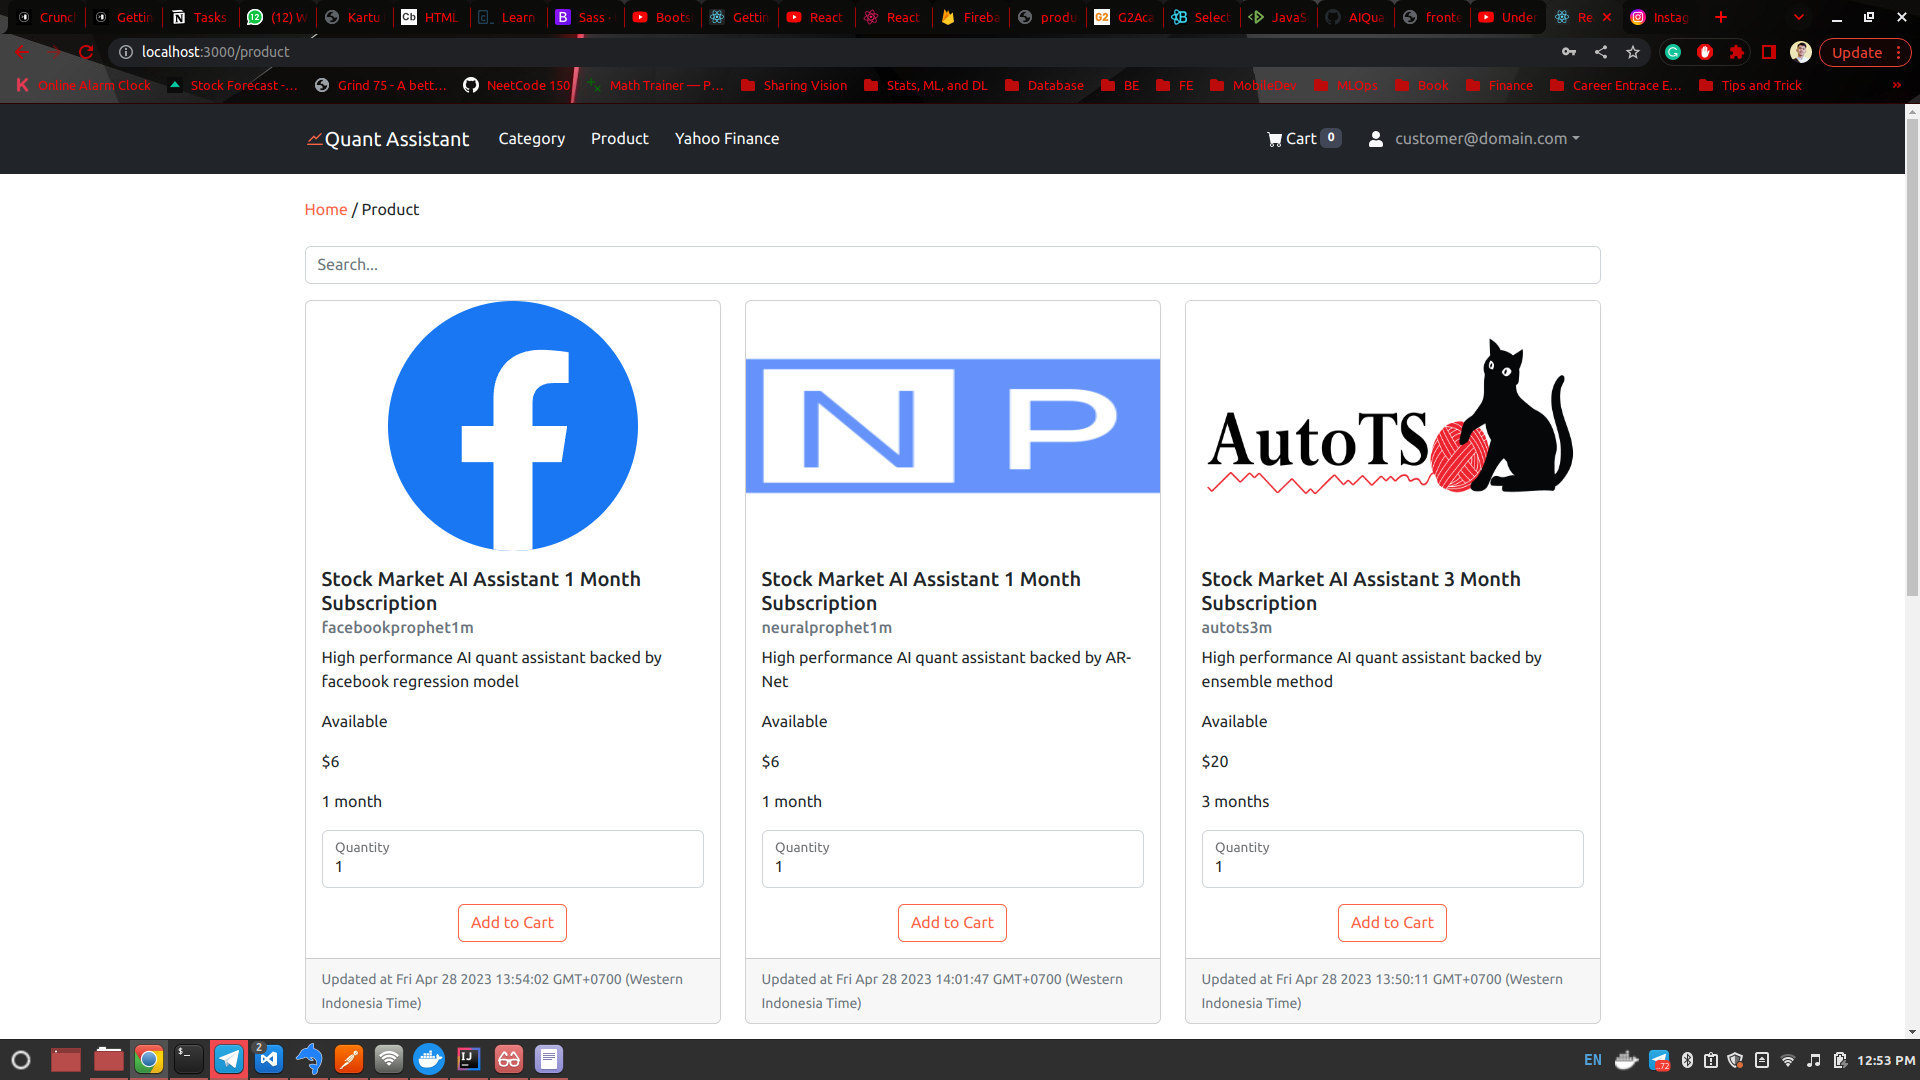 Crunc
Gettin
Tasks
(12) W
Kartu
HTML
Learn
Sass -
Boots
Gettin
React
React
Fireba
produ
G2Aca
Select
JavaS
AIQua
fronte
Under
Re
Instag
localhost:3000/product
Update
Online Alarm Clock
Stock Forecast -...
Grind 75 - A bett...
NeetCode 150
Math Trainer — P...
Sharing Vision
Stats, ML, and DL
Database
BE
FE
MobileDev
MLOps
Book
Finance
Career Entrace E...
Tips and Trick
»
Quant Assistant
Category
Product
Yahoo Finance
Cart 0
customer@domain.com
Home / Product
Search...
N P
AutoTS
Stock Market AI Assistant 1 Month
Subscription
facebookprophet1m
High performance AI quant assistant backed by
facebook regression model
Available
$6
1 month
Quantity
1
Add to Cart
Updated at Fri Apr 28 2023 13:54:02 GMT+0700 (Western
Indonesia Time)
Stock Market AI Assistant 1 Month
Subscription
neuralprophet1m
High performance AI quant assistant backed by AR-
Net
Available
$6
1 month
Quantity
1
Add to Cart
Updated at Fri Apr 28 2023 14:01:47 GMT+0700 (Western
Indonesia Time)
Stock Market AI Assistant 3 Month
Subscription
autots3m
High performance AI quant assistant backed by
ensemble method
Available
$20
3 months
Quantity
1
Add to Cart
Updated at Fri Apr 28 2023 13:50:11 GMT+0700 (Western
Indonesia Time)
2
IJ
EN
72
12:53 PM